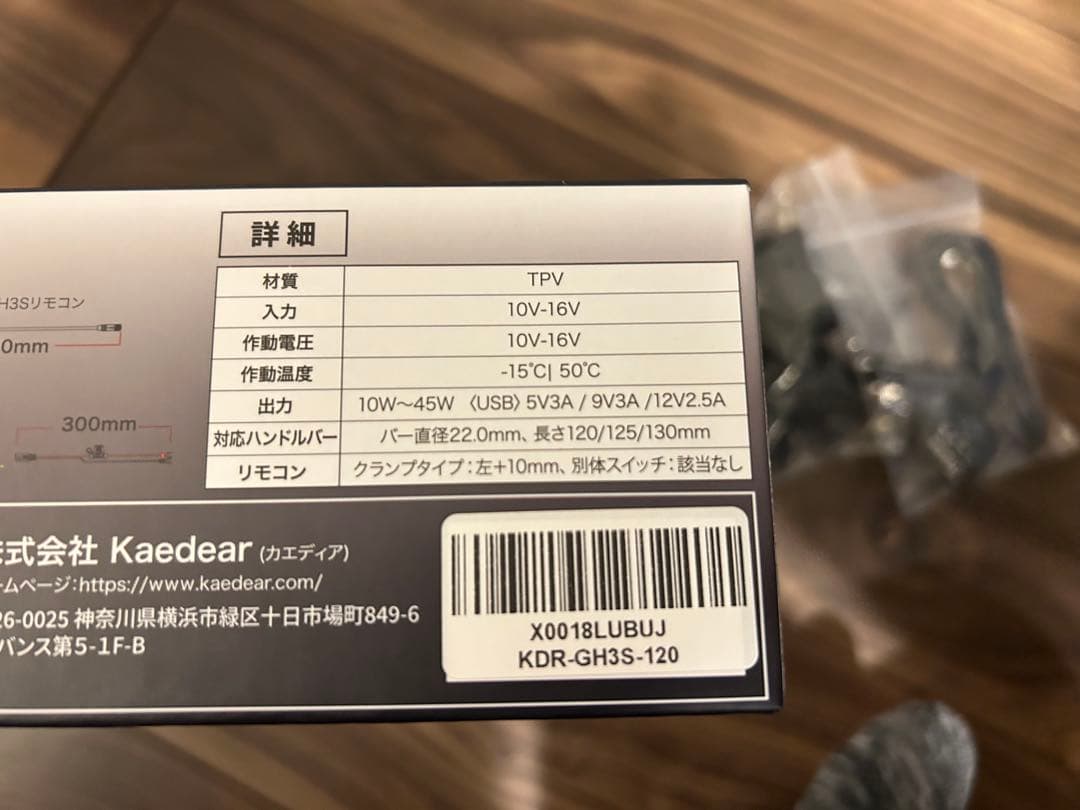 詳細
H3Sリモコン
0mm
300mm
材質 TPV
入力 10V-16V
作動電圧 10V-16V
作動温度 -15℃| 50℃
出力 10W～45W 〈USB〉5V3A / 9V3A /12V2.5A
対応ハンドルバー バー直径22.0mm、長さ120/125/130mm
リモコン クランプタイプ：左+10mm、別体スイッチ：該当なし
式会社 Kaedear (カエディア)
ームページ：https://www.kaedear.com/
26-0025 神奈川県横浜市緑区十日市場町849-6
バンス第5-1F-B
X0018LUBUJ
KDR-GH3S-120